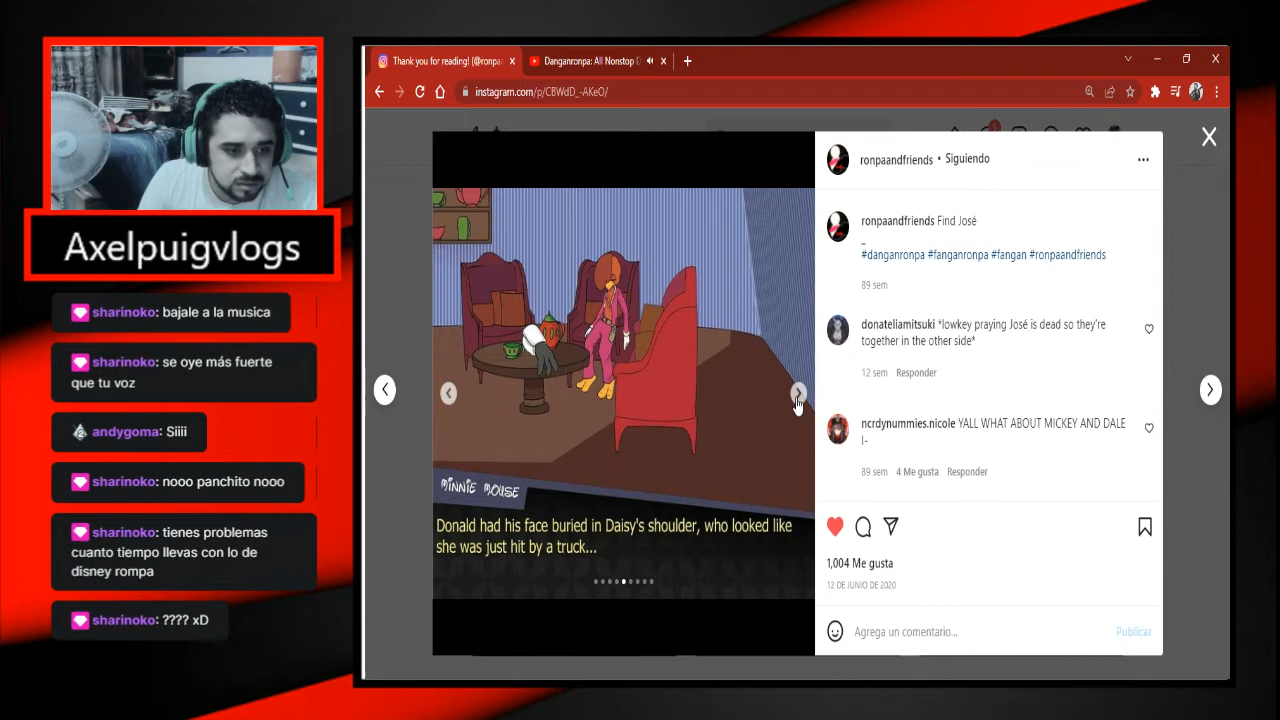 Axelpuigvlogs
sharinoko: bajale a la musica
sharinoko: se oye más fuerte
que tu voz
andygoma: Siiii
sharinoko: nooo panchito nooo
sharinoko: tienes problemas
cuanto tiempo llevas con lo de
disney rompa
sharinoko: ???? xD
Thank you for reading! (@ronpa
Danganronpa: All Nonstop D
instagram.com/p/CBWdD_-AKeO/
MINNIE MOUSE
Donald had his face buried in Daisy's shoulder, who looked like
she was just hit by a truck...
ronpaandfriends • Siguiendo
ronpaandfriends Find José
_
#danganronpa #fanganronpa #fangan #ronpaandfriends
89 sem
donateliamitsuki *lowkey praying José is dead so they're
together in the other side*
12 sem Responder
ncrdynummies.nicole YALL WHAT ABOUT MICKEY AND DALE
I-
89 sem 4 Me gusta Responder
1,004 Me gusta
12 DE JUNIO DE 2020
Agrega un comentario... Publicar